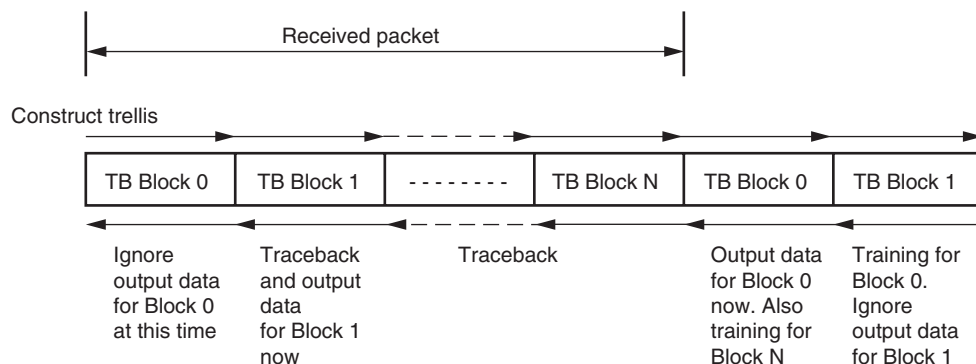 Received packet
Construct trellis
TB Block 0
TB Block 1
--------
TB Block N
TB Block 0
TB Block 1
Ignore
output data
for Block 0
at this time
Traceback
and output
data
for Block 1
now
Traceback
Output data
for Block 0
now. Also
training for
Block N
Training for
Block 0.
Ignore
output data
for Block 1